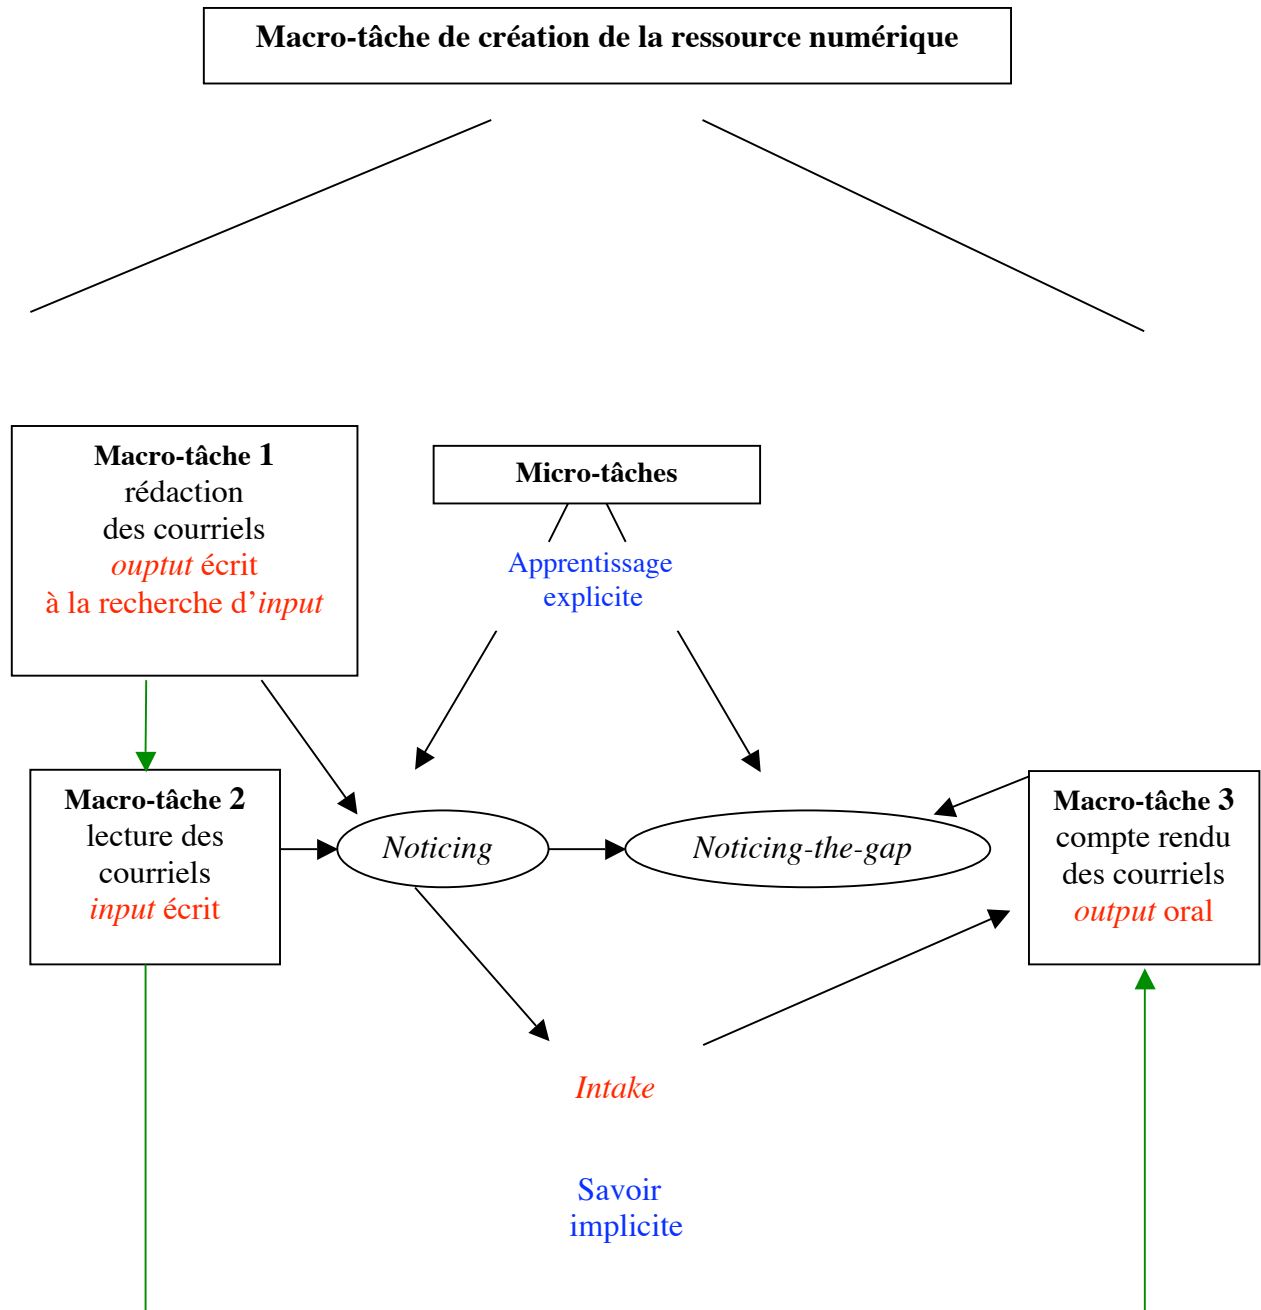 Macro-tâche de création de la ressource numérique
Macro-tâche 1
rédaction
des courriels
ouptut écrit
à la recherche d’input
Micro-tâches
Apprentissage
explicite
Macro-tâche 2
lecture des
courriels
input écrit
Noticing
Noticing-the-gap
Macro-tâche 3
compte rendu
des courriels
output oral
Intake
Savoir
implicite